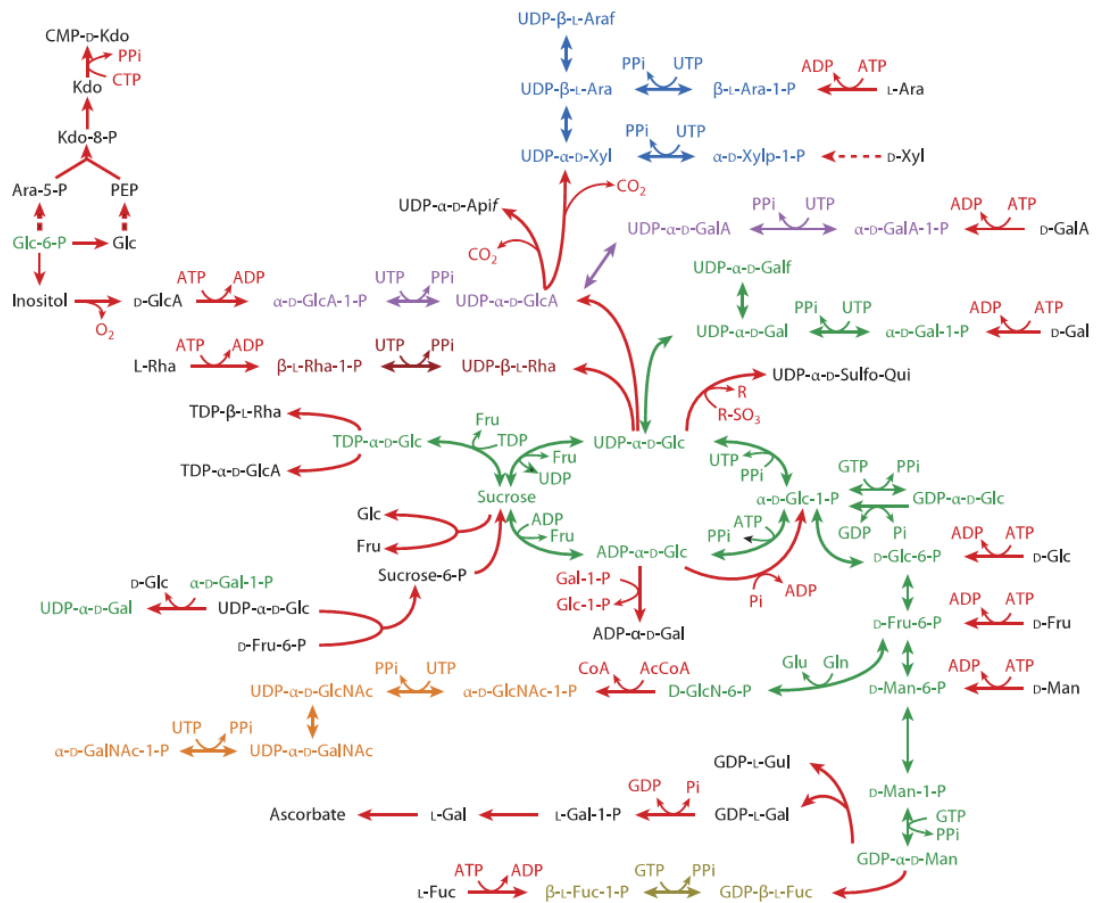 UDP-β-L-Araf
CMP-D-Kdo
PPi
CTP
Kdo
PPi UTP
ADP ATP
UDP-β-L-Ara
β-L-Ara-1-P
L-Ara
Kdo-8-P
PPi UTP
UDP-α-D-Xyl
α-D-Xylp-1-P
D-Xyl
Ara-5-P
PEP
CO2
UDP-α-D-Apif
PPi UTP
ADP ATP
Glc-6-P
Glc
UDP-α-D-GalA
α-D-GalA-1-P
D-GalA
CO2
ATP ADP
UTP PPi
UDP-α-D-Galf
Inositol
D-GlcA
α-D-GlcA-1-P
UDP-α-D-GlcA
PPi UTP
ADP ATP
O2
UDP-α-D-Gal
α-D-Gal-1-P
D-Gal
ATP ADP
UTP PPi
L-Rha
β-L-Rha-1-P
UDP-β-L-Rha
UDP-α-D-Sulfo-Qui
R
R-SO3
TDP-β-L-Rha
Fru
TDP-α-D-Glc
TDP
UDP-α-D-Glc
Fru
UDP
UTP
PPi
TDP-α-D-GlcA
GTP PPi
Sucrose
α-D-Glc-1-P
GDP-α-D-Glc
Glc
ADP
Fru
ATP
PPi
GDP Pi
Fru
ADP-α-D-Glc
D-Glc-6-P
ADP ATP
D-Glc
Sucrose-6-P
Gal-1-P
Glc-1-P
Pi
ADP
D-Glc
α-D-Gal-1-P
UDP-α-D-Gal
UDP-α-D-Glc
ADP ATP
D-Fru-6-P
D-Fru
ADP-α-D-Gal
D-Fru-6-P
PPi UTP
CoA AcCoA
Glu Gln
ADP ATP
UDP-α-D-GlcNAc
α-D-GlcNAc-1-P
D-GlcN-6-P
D-Man-6-P
D-Man
UTP PPi
α-D-GalNAc-1-P
UDP-α-D-GalNAc
GDP-L-Gul
D-Man-1-P
GDP Pi
Ascorbate
L-Gal
L-Gal-1-P
GDP-L-Gal
GTP
PPi
GDP-α-D-Man
ATP ADP
GTP PPi
L-Fuc
β-L-Fuc-1-P
GDP-β-L-Fuc